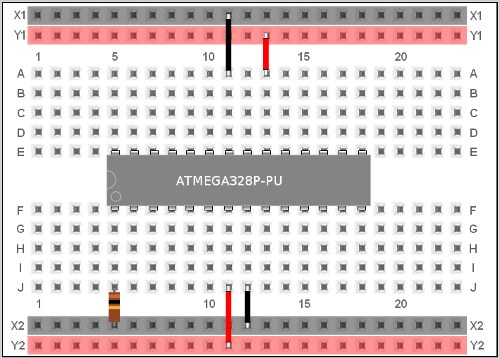 X1 X1
Y1 Y1
1 5 10 15 20
A A
B B
C C
D D
E E
ATMEGA328P-PU
F F
G G
H H
I I
J J
1 10 15 20
X2 X2
Y2 Y2